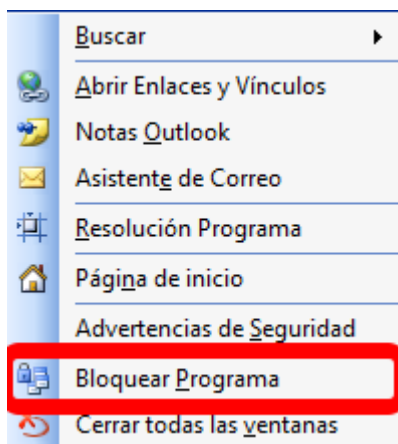 Buscar
Abrir Enlaces y Vínculos
Notas Outlook
Asistente de Correo
Resolución Programa
Página de inicio
Advertencias de Seguridad
Bloquear Programa
Cerrar todas las ventanas